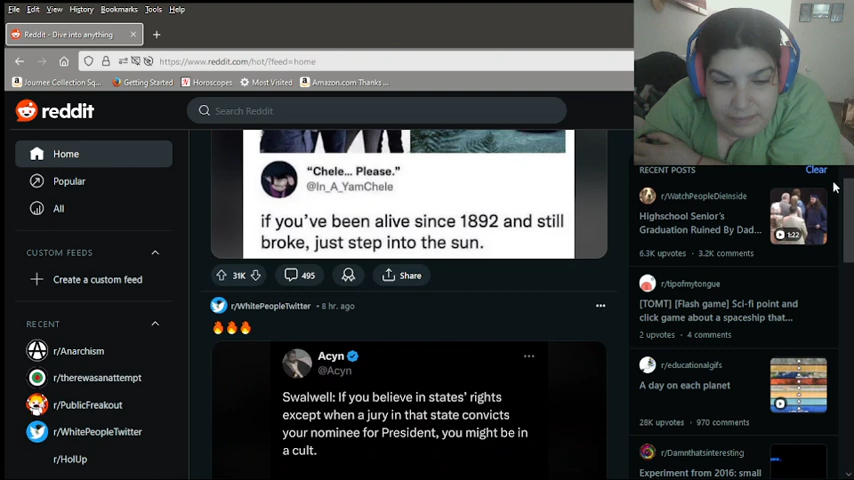 File Edit View History Bookmarks Tools Help
Reddit - Dive into anything
https://www.reddit.com/hot/?feed=home
Journee Collection Sq...
Getting Started
Horoscopes
Most Visited
Amazon.com Thanks ...
reddit
Search Reddit
Home
Popular
All
CUSTOM FEEDS
Create a custom feed
RECENT
r/Anarchism
r/therewasanattempt
r/PublicFreakout
r/WhitePeopleTwitter
r/HolUp
“Chele... Please.”
@In_A_YamChele
if you’ve been alive since 1892 and still
broke, just step into the sun.
31K
495
Share
r/WhitePeopleTwitter • 8 hr. ago
🔥🔥🔥
Acyn
@Acyn
Swalwell: If you believe in states’ rights
except when a jury in that state convicts
your nominee for President, you might be in
a cult.
RECENT POSTS
Clear
r/WatchPeopleDieInside
Highschool Senior’s
Graduation Ruined By Dad...
1:22
6.3K upvotes • 3.2K comments
r/tipofmytongue
[TOMT] [Flash game] Sci-fi point and
click game about a spaceship that...
2 upvotes • 4 comments
r/educationalgifs
A day on each planet
28K upvotes • 970 comments
r/Damnthatsinteresting
Experiment from 2016: small